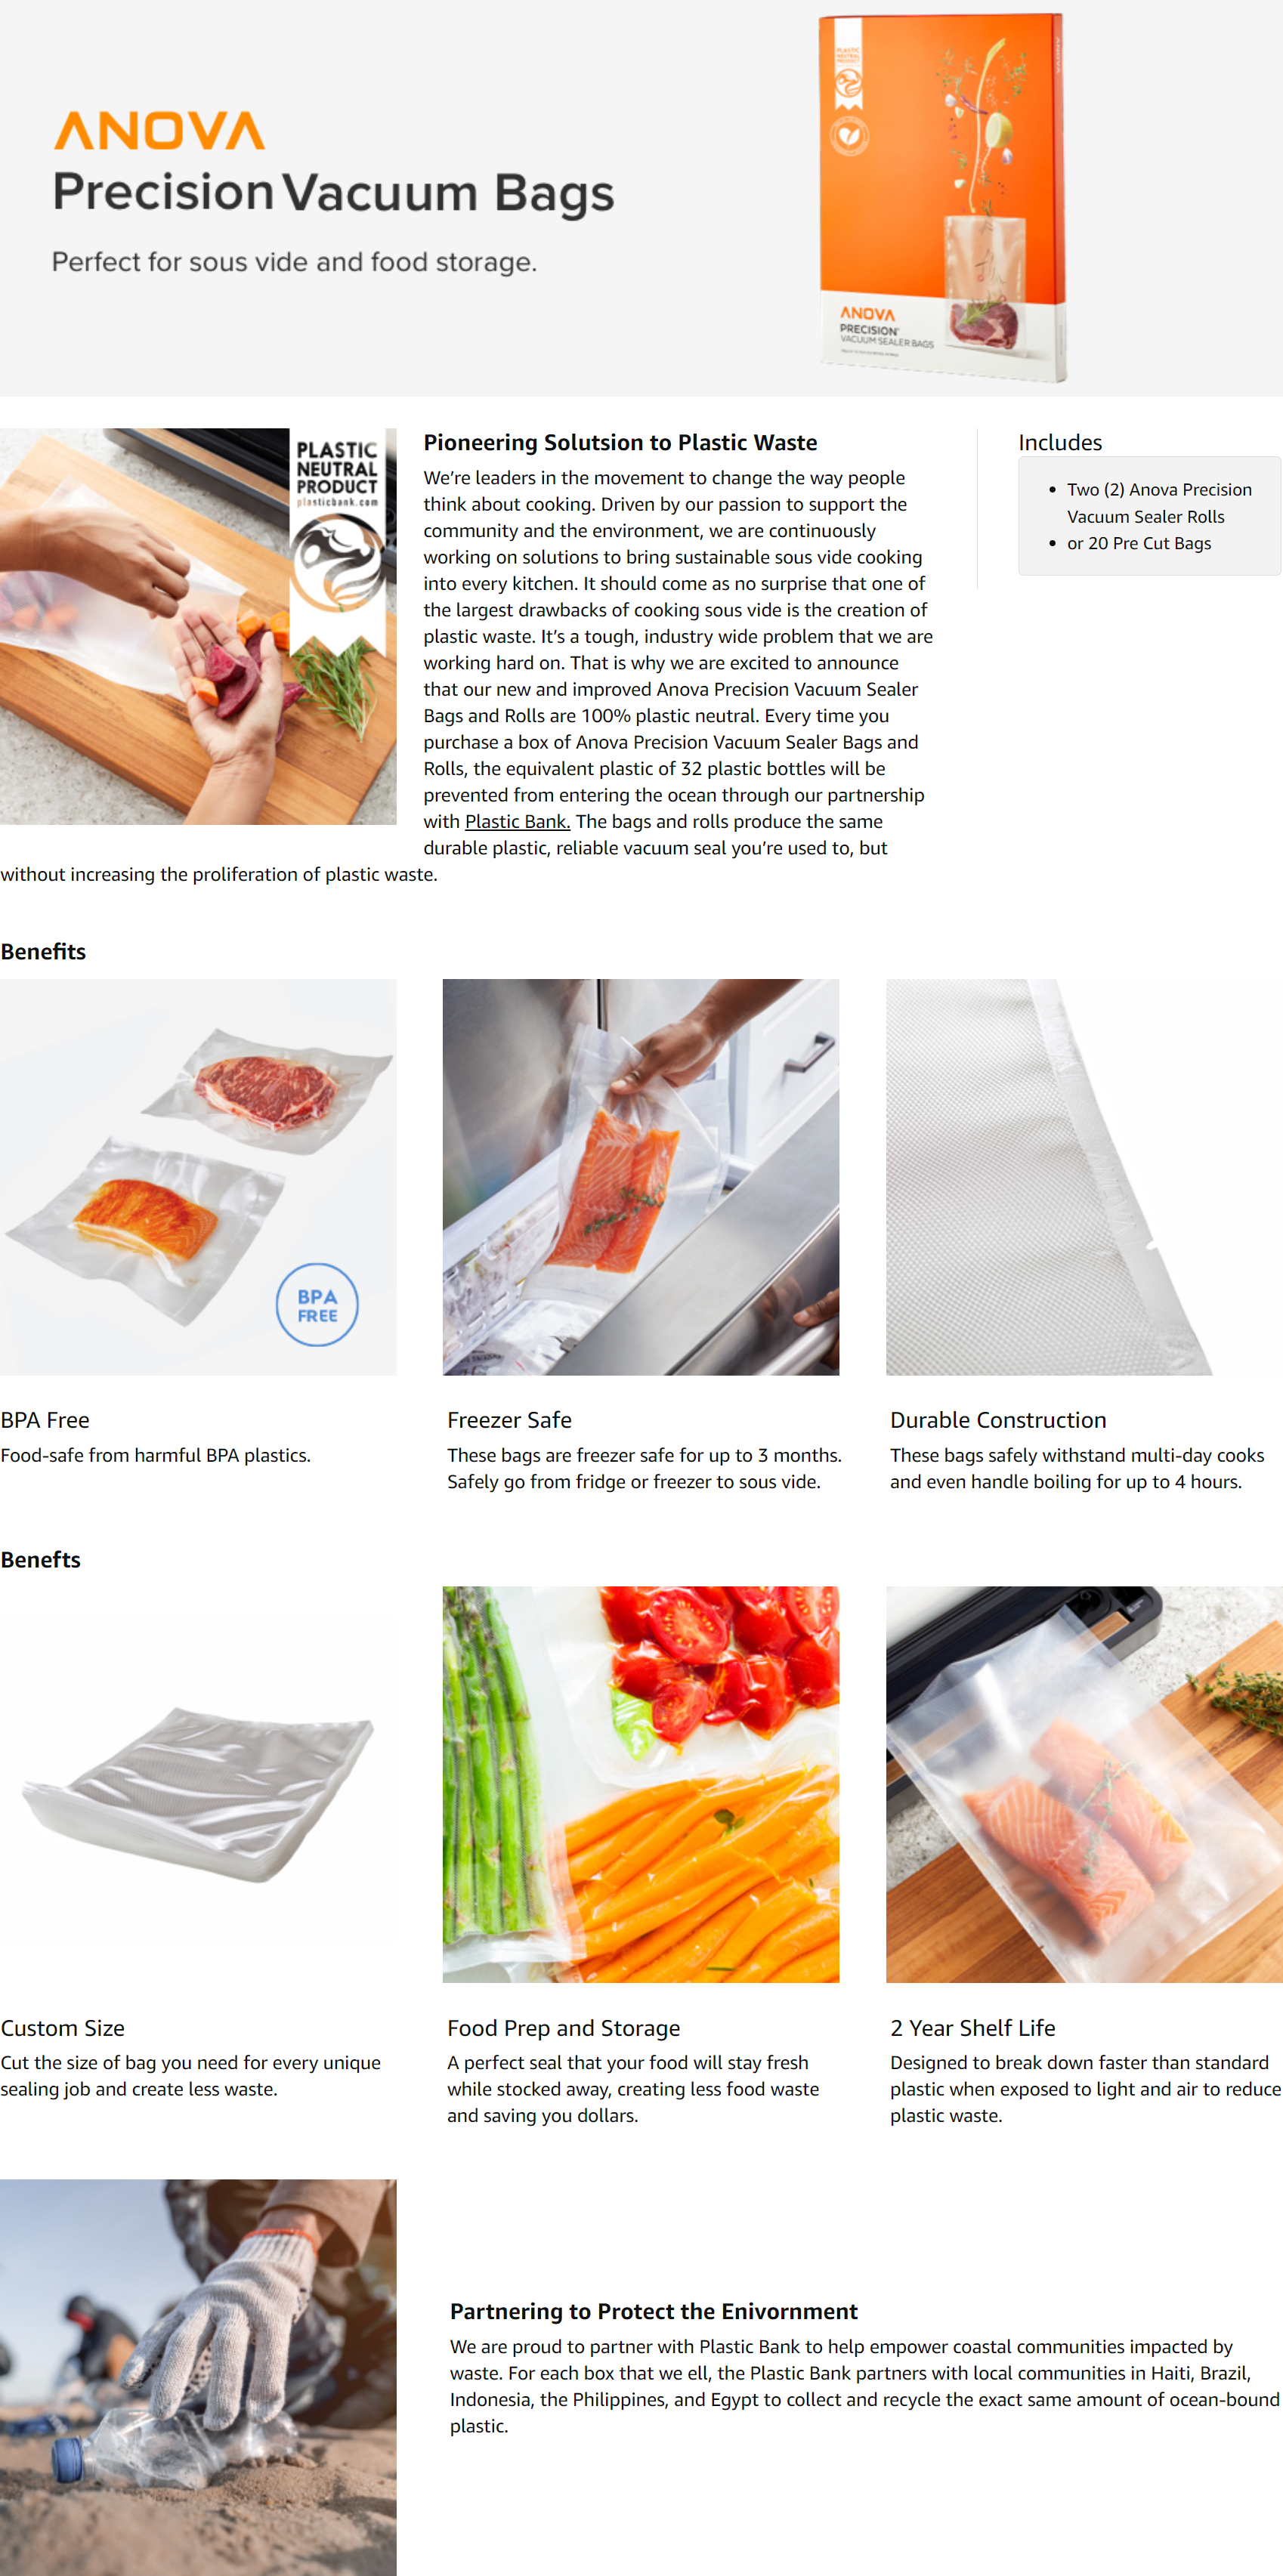 ANOVA
Precision Vacuum Bags
Perfect for sous vide and food storage.
PLASTIC
NEUTRAL
PRODUCT
ANOVA
PRECISION®
VACUUM SEALER BAGS
PLASTIC
NEUTRAL
PRODUCT
plasticbank.com
Pioneering Solutsion to Plastic Waste
We’re leaders in the movement to change the way people
think about cooking. Driven by our passion to support the
community and the environment, we are continuously
working on solutions to bring sustainable sous vide cooking
into every kitchen. It should come as no surprise that one of
the largest drawbacks of cooking sous vide is the creation of
plastic waste. It’s a tough, industry wide problem that we are
working hard on. That is why we are excited to announce
that our new and improved Anova Precision Vacuum Sealer
Bags and Rolls are 100% plastic neutral. Every time you
purchase a box of Anova Precision Vacuum Sealer Bags and
Rolls, the equivalent plastic of 32 plastic bottles will be
prevented from entering the ocean through our partnership
with Plastic Bank. The bags and rolls produce the same
durable plastic, reliable vacuum seal you’re used to, but
without increasing the proliferation of plastic waste.
Includes
• Two (2) Anova Precision
Vacuum Sealer Rolls
• or 20 Pre Cut Bags
Benefits
BPA
FREE
BPA Free
Food-safe from harmful BPA plastics.
Freezer Safe
These bags are freezer safe for up to 3 months.
Safely go from fridge or freezer to sous vide.
Durable Construction
These bags safely withstand multi-day cooks
and even handle boiling for up to 4 hours.
Benefts
Custom Size
Cut the size of bag you need for every unique
sealing job and create less waste.
Food Prep and Storage
A perfect seal that your food will stay fresh
while stocked away, creating less food waste
and saving you dollars.
2 Year Shelf Life
Designed to break down faster than standard
plastic when exposed to light and air to reduce
plastic waste.
Partnering to Protect the Enivornment
We are proud to partner with Plastic Bank to help empower coastal communities impacted by
waste. For each box that we ell, the Plastic Bank partners with local communities in Haiti, Brazil,
Indonesia, the Philippines, and Egypt to collect and recycle the exact same amount of ocean-bound
plastic.